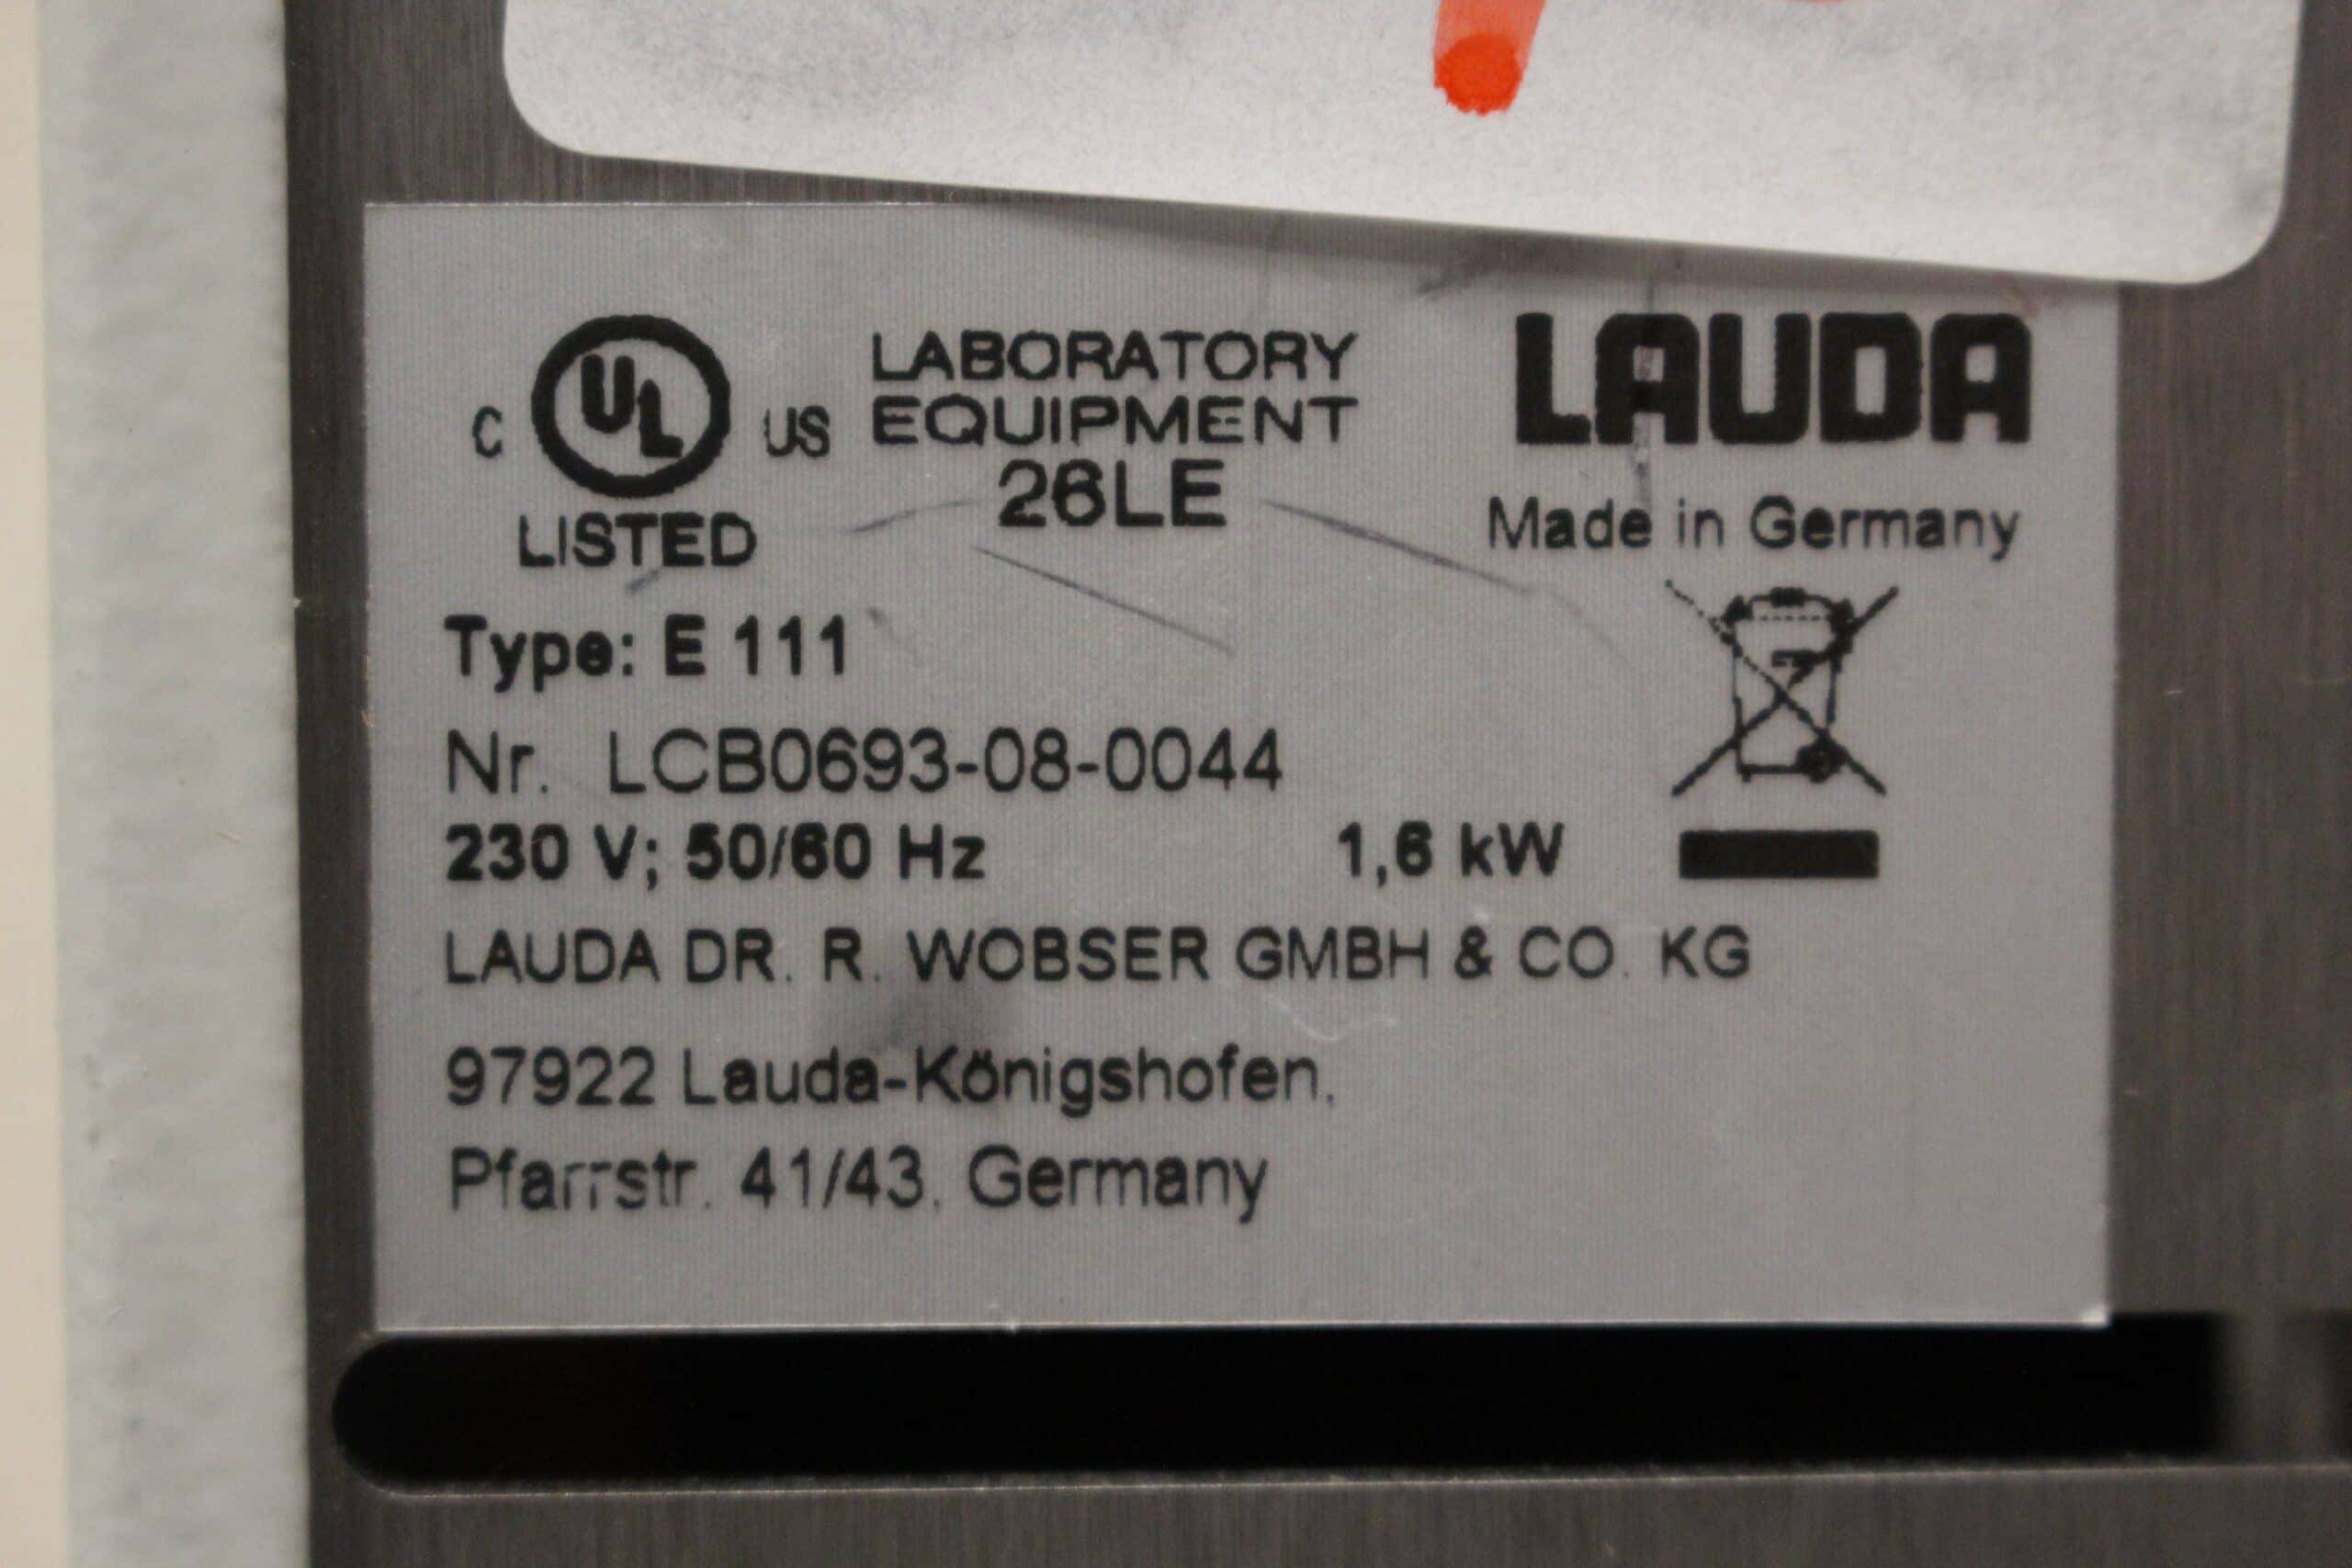 C UL US LISTED
LABORATORY
EQUIPMENT
26LE
LAUDA
Made in Germany
Type: E 111
Nr. LCB0693-08-0044
230 V; 50/60 Hz 1,6 kW
LAUDA DR. R. WOBSER GMBH & CO. KG
97922 Lauda-Königshofen,
Pfarrstr. 41/43, Germany